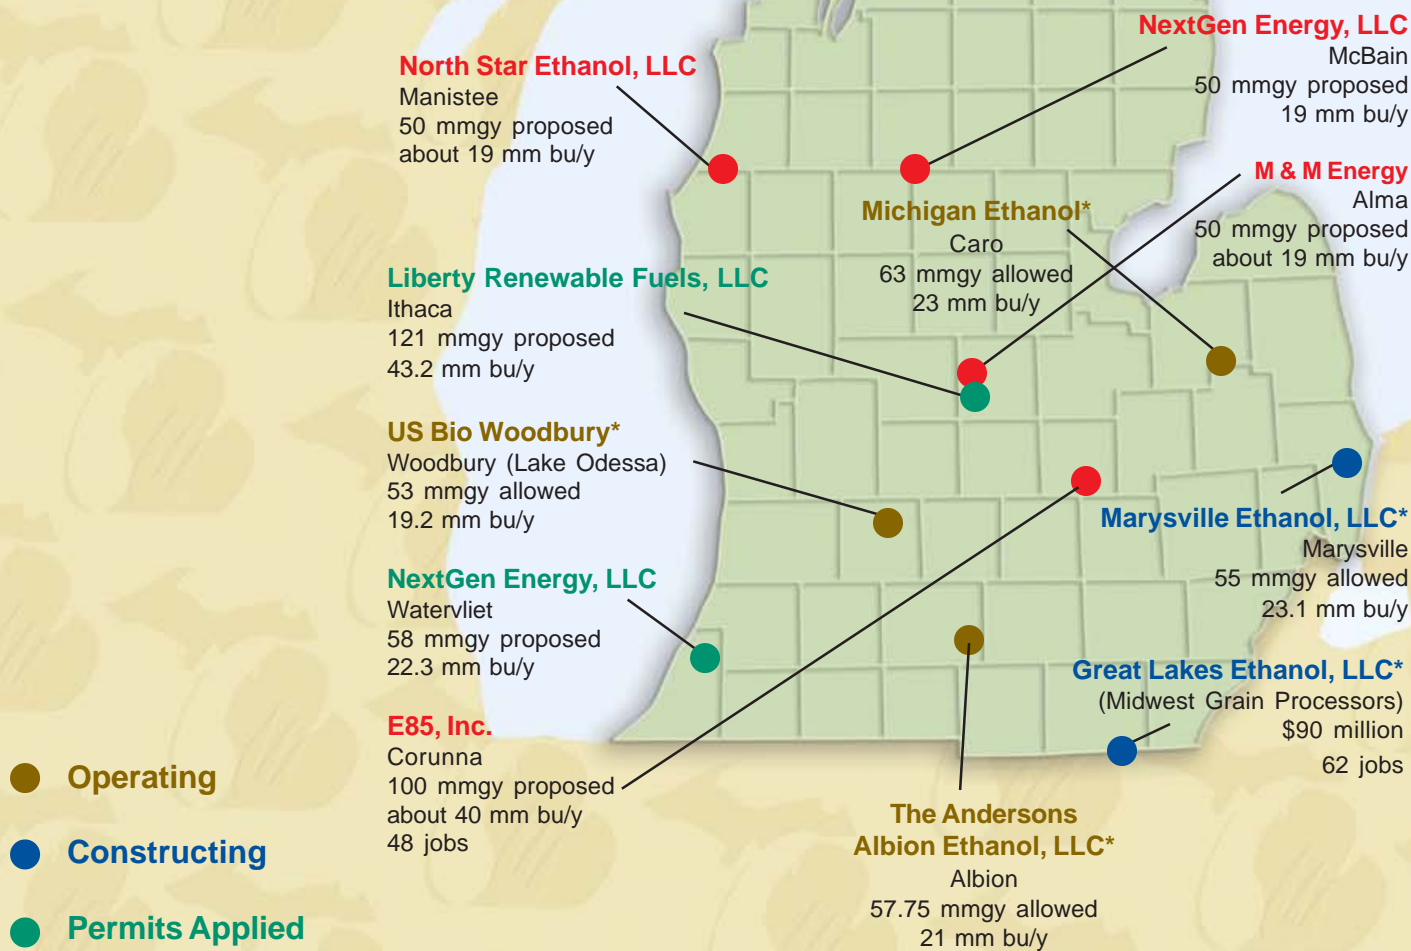 North Star Ethanol, LLC
Manistee
50 mmgy proposed
about 19 mm bu/y
NextGen Energy, LLC
McBain
50 mmgy proposed
19 mm bu/y
M & M Energy
Alma
50 mmgy proposed
about 19 mm bu/y
Michigan Ethanol*
Caro
63 mmgy allowed
23 mm bu/y
Liberty Renewable Fuels, LLC
Ithaca
121 mmgy proposed
43.2 mm bu/y
US Bio Woodbury*
Woodbury (Lake Odessa)
53 mmgy allowed
19.2 mm bu/y
Marysville Ethanol, LLC*
Marysville
55 mmgy allowed
23.1 mm bu/y
NextGen Energy, LLC
Watervliet
58 mmgy proposed
22.3 mm bu/y
Great Lakes Ethanol, LLC*
(Midwest Grain Processors)
$90 million
62 jobs
E85, Inc.
Corunna
100 mmgy proposed
about 40 mm bu/y
48 jobs
The Andersons
Albion Ethanol, LLC*
Albion
57.75 mmgy allowed
21 mm bu/y
Operating
Constructing
Permits Applied